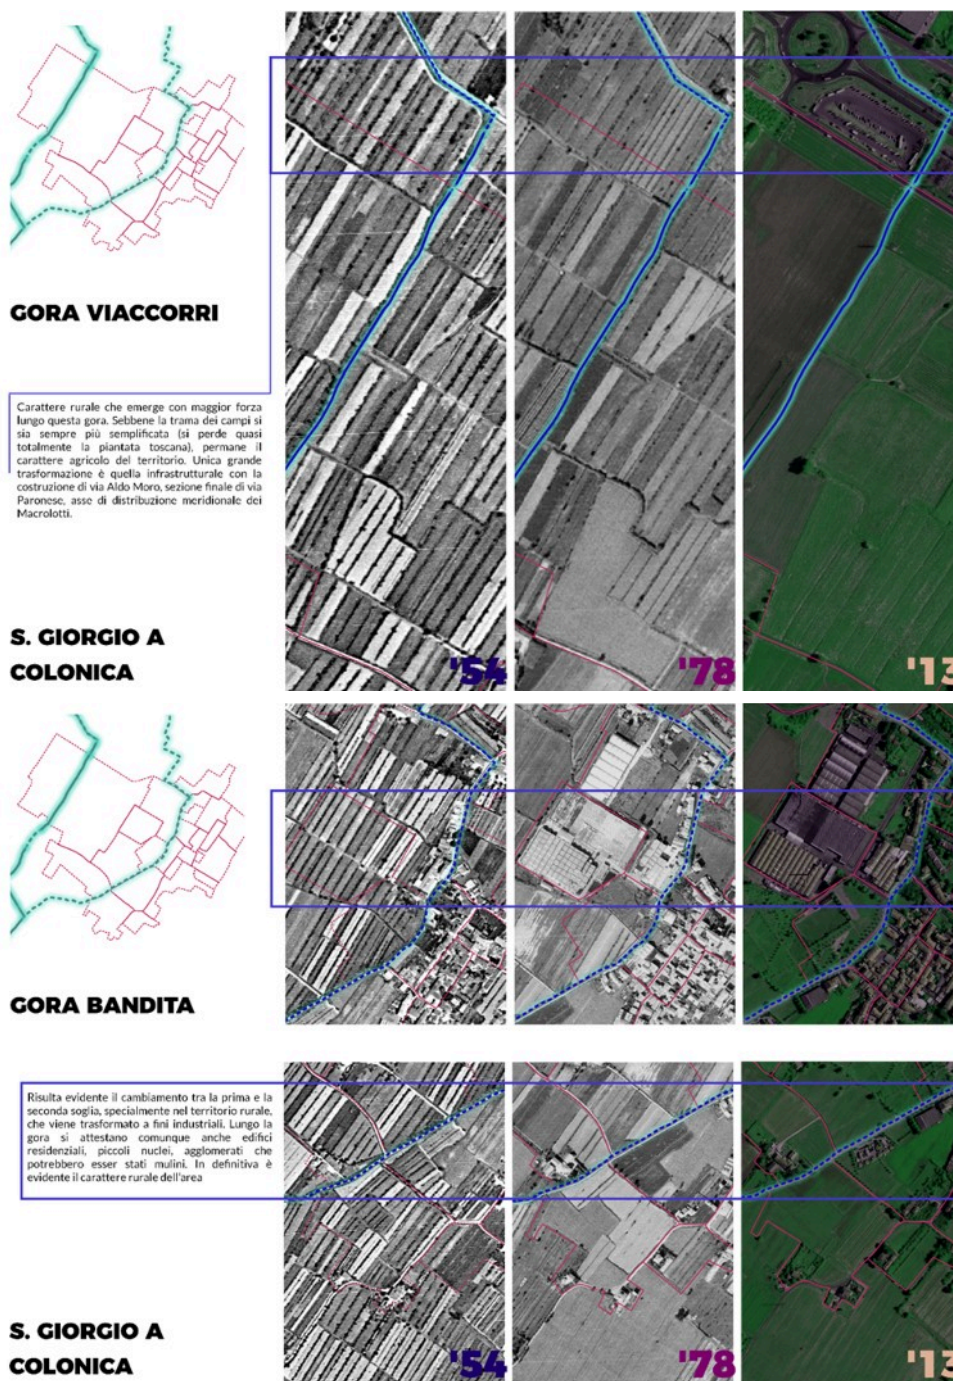 GORA VIACCORRI
Carattere rurale che emerge con maggior forza
lungo questa gora. Sebbene la trama dei campi si
sia sempre più semplificata (si perde quasi
totalmente la piantata toscana), permane il
carattere agricolo del territorio. Unica grande
trasformazione è quella infrastrutturale con la
costruzione di via Aldo Moro, sezione finale di via
Paronese, asse di distribuzione meridionale dei
Macrolotti.
S. GIORGIO A
COLONICA
'54
'78
'13
GORA BANDITA
Risulta evidente il cambiamento tra la prima e la
seconda soglia, specialmente nel territorio rurale,
che viene trasformato a fini industriali. Lungo la
gora si attestano comunque anche edifici
residenziali, piccoli nuclei, agglomerati che
potrebbero esser stati mulini. In definitiva è
evidente il carattere rurale dell'area
S. GIORGIO A
COLONICA
'54
'78
'13